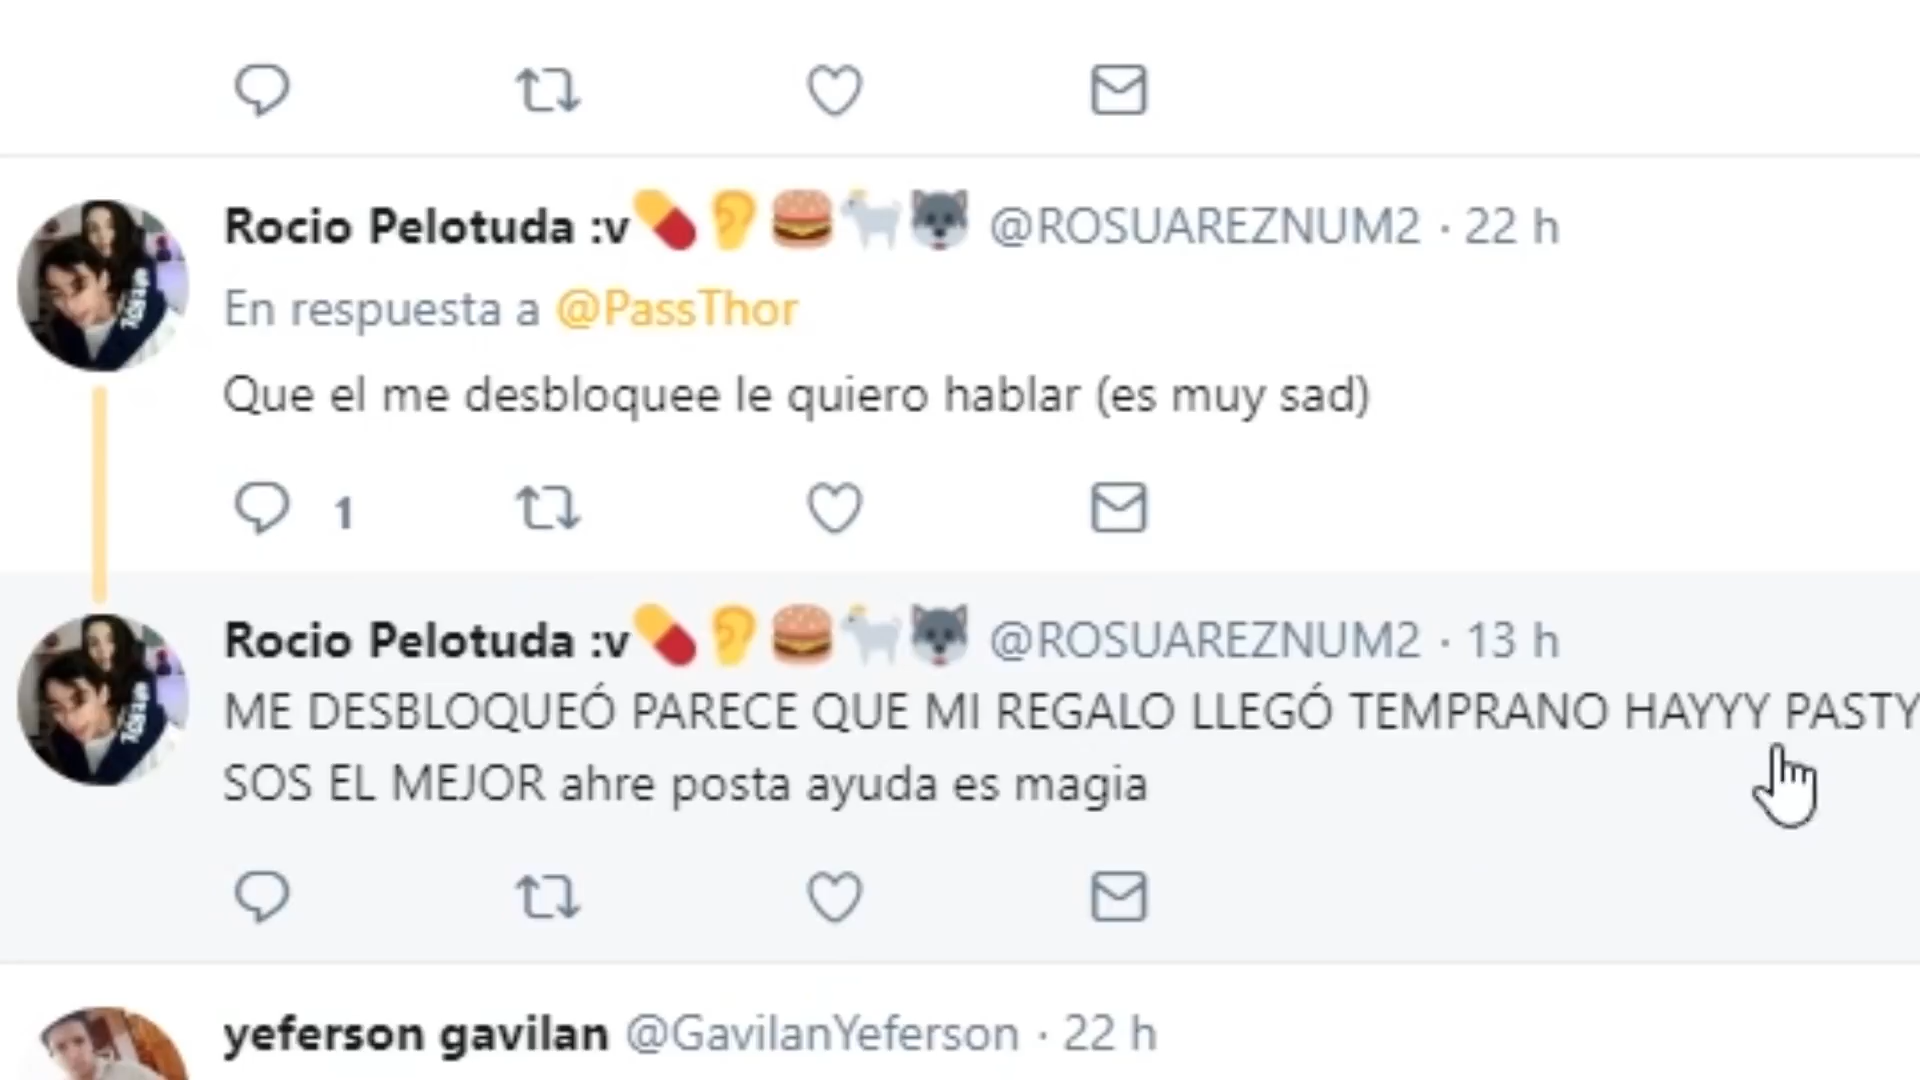 Rocio Pelotuda :v💊👂🍔🐐🐺 @ROSUAREZNUM2 · 22 h
En respuesta a @PassThor
Que el me desbloquee le quiero hablar (es muy sad)
1
Rocio Pelotuda :v💊👂🍔🐐🐺 @ROSUAREZNUM2 · 13 h
ME DESBLOQUEÓ PARECE QUE MI REGALO LLEGÓ TEMPRANO HAYYY PASTY
SOS EL MEJOR ahre posta ayuda es magia
yeferson gavilan @GavilanYeferson · 22 h